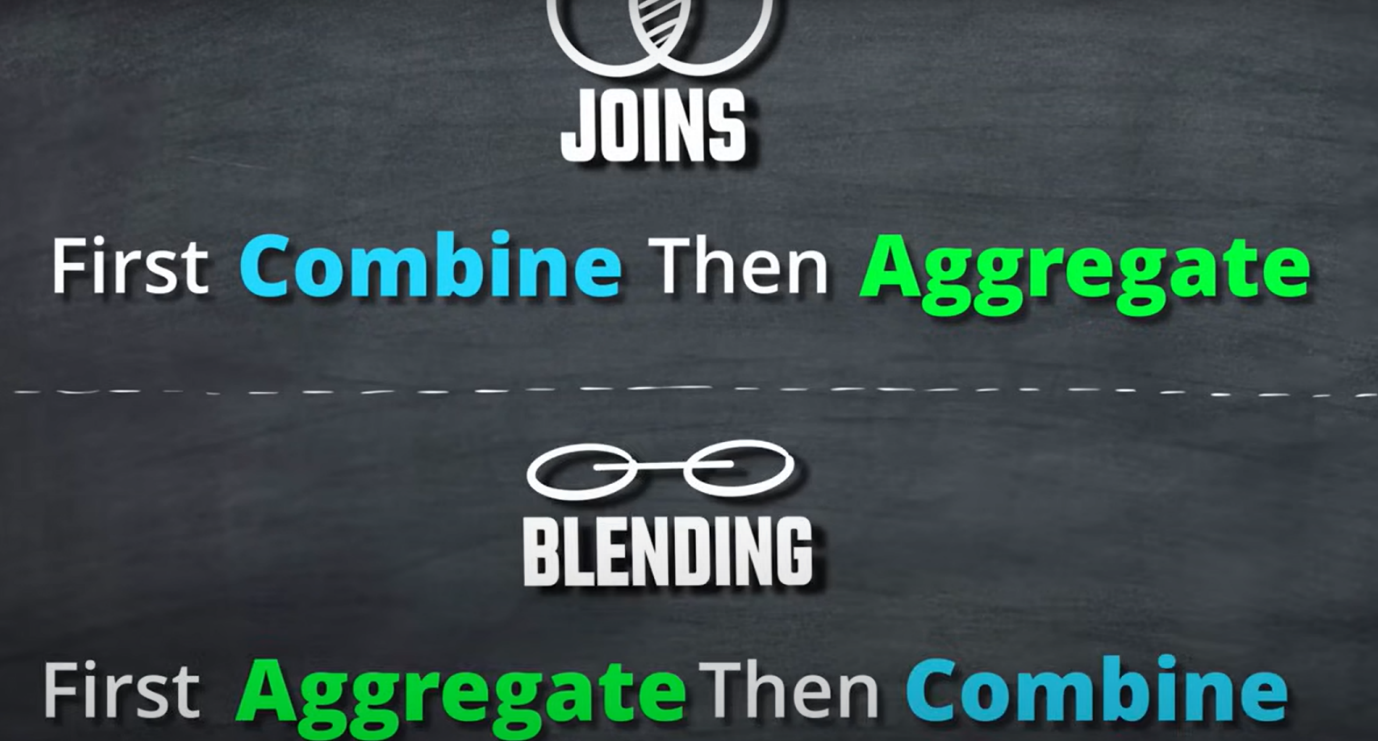 JOINS
First Combine Then Aggregate
BLENDING
First Aggregate Then Combine